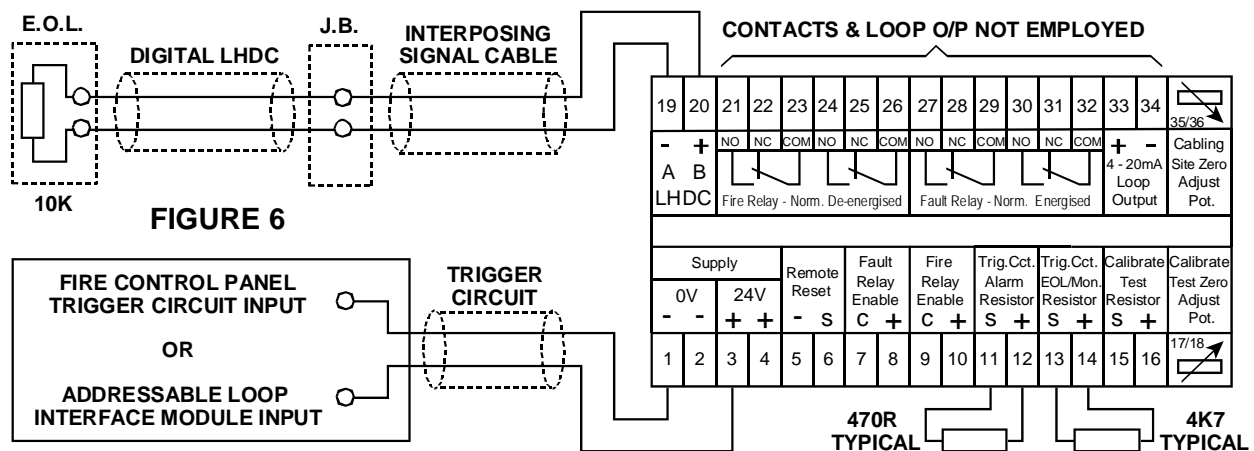 E.O.L.
DIGITAL LHDC
J.B.
INTERPOSING
SIGNAL CABLE
CONTACTS & LOOP O/P NOT EMPLOYED
10K
FIGURE 6
19 20 21 22 23 24 25 26 27 28 29 30 31 32 33 34
35/36
- + NO NC COM NO NC COM NO NC COM NO NC COM + -
A B
LHDC
Fire Relay - Norm. De-energised
Fault Relay - Norm. Energised
4 - 20mA
Loop
Output
Cabling
Site Zero
Adjust
Pot.
FIRE CONTROL PANEL
TRIGGER CIRCUIT INPUT
OR
ADDRESSABLE LOOP
INTERFACE MODULE INPUT
TRIGGER
CIRCUIT
Supply
0V 24V
- - + +
Remote
Reset
- S
Fault
Relay
Enable
C +
Fire
Relay
Enable
C +
Trig.Cct.
Alarm
Resistor
S +
Trig.Cct.
EOL/Mon.
Resistor
S +
Calibrate
Test
Resistor
S +
Calibrate
Test Zero
Adjust
Pot.
1 2 3 4 5 6 7 8 9 10 11 12 13 14 15 16
17/18
470R
TYPICAL
4K7
TYPICAL